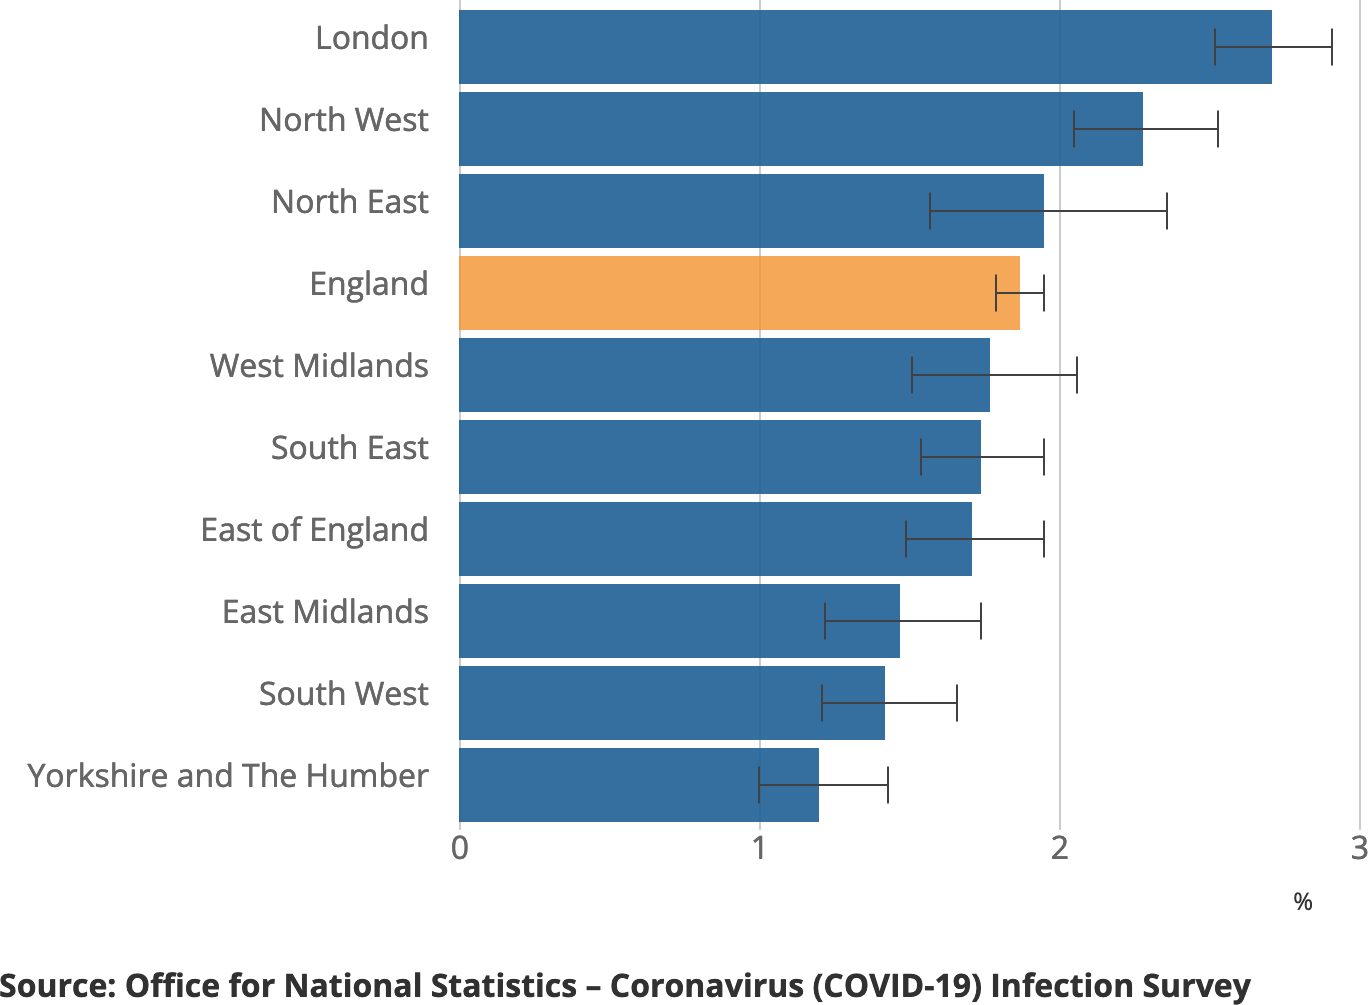 London
North West
North East
England
West Midlands
South East
East of England
East Midlands
South West
Yorkshire and The Humber
0 1 2 3
%
Source: Office for National Statistics – Coronavirus (COVID-19) Infection Survey